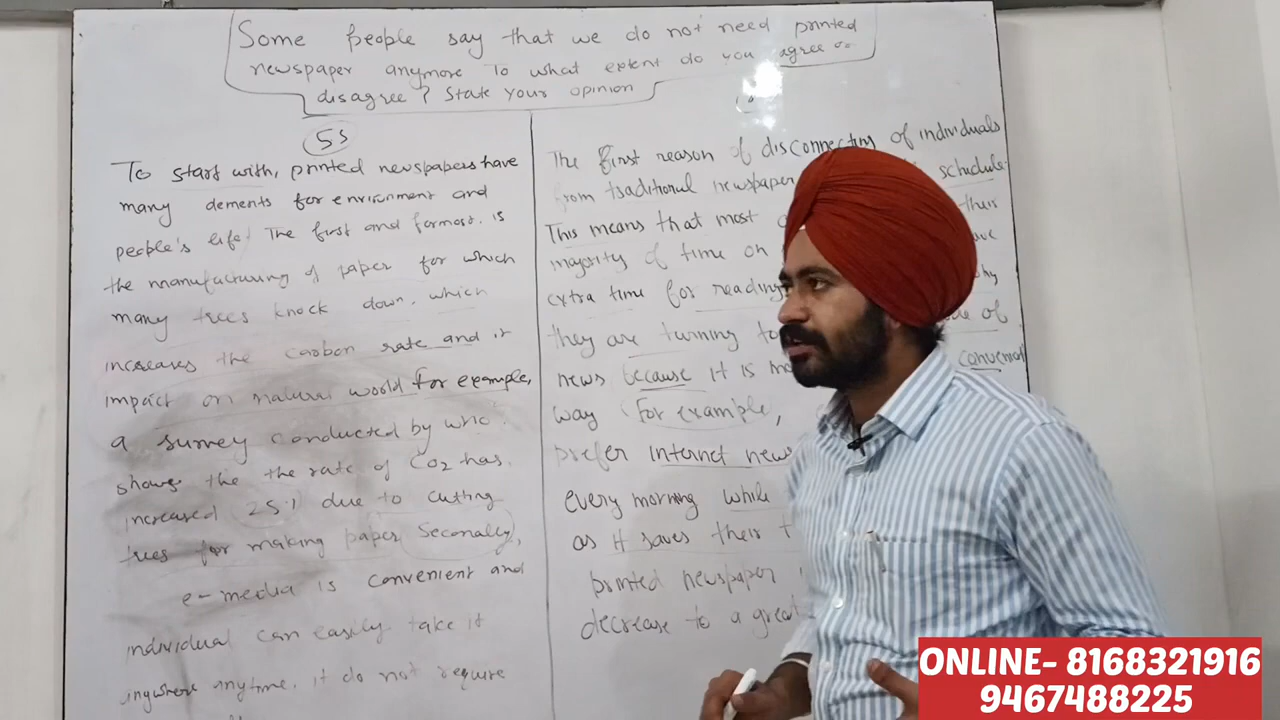 Some people say that we do not need printed
newspaper anymore To what extent do you agree or
disagree? State your opinion
5s
To start with, printed newspapers have
many dements for environment and
people's life! The first and formost. is
the manufacturing of paper for which
many trees knock down, which
increases the carbon rate and it
impact on natural world for example,
a survey conducted by WHO
shows the the rate of CO2 has
increased 25% due to cutting
trees for making paper Secondly,
e-media is convenient and
individual can easily take it
anywhere anytime. it do not require
The first reason of disconnecting of individuals
from traditional newspaper schedule.
This means that most their
majority of time on
extra time for reading
they are turning to of
news because it is convenient
way (For example,
prefer internet news
every morning while
as it saves their
printed newspaper
decrease to a great
ONLINE- 8168321916
9467488225